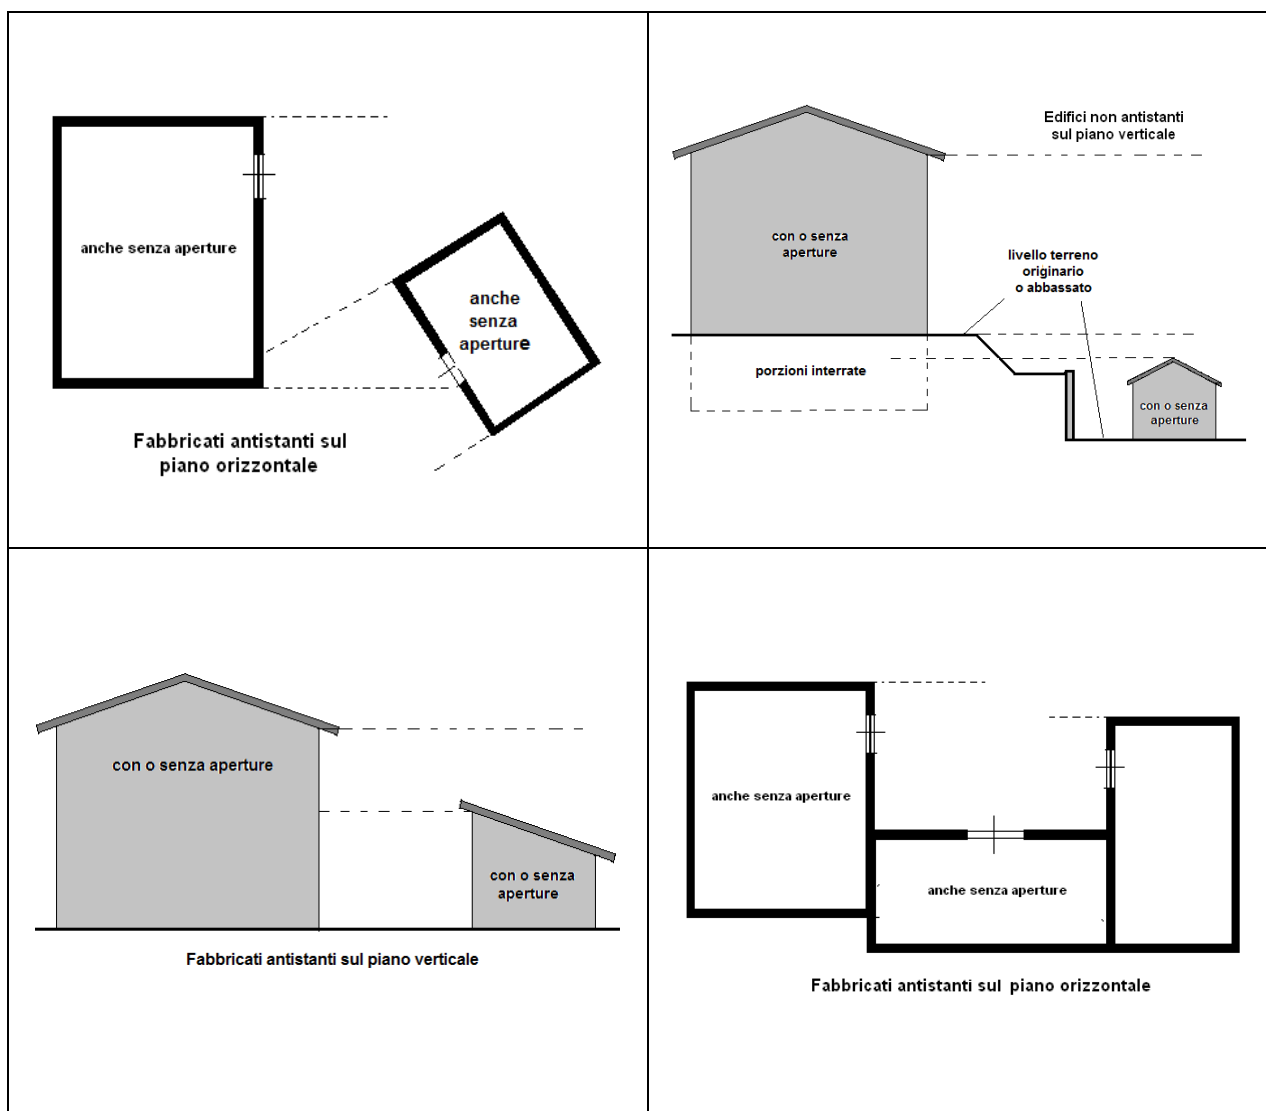 anche senza aperture
anche
senza
aperture
Fabbricati antistanti sul
piano orizzontale
Edifici non antistanti
sul piano verticale
con o senza
aperture
livello terreno
originario
o abbassato
porzioni interrate
con o senza
aperture
con o senza aperture
con o senza
aperture
Fabbricati antistanti sul piano verticale
anche senza aperture
anche senza aperture
Fabbricati antistanti sul piano orizzontale